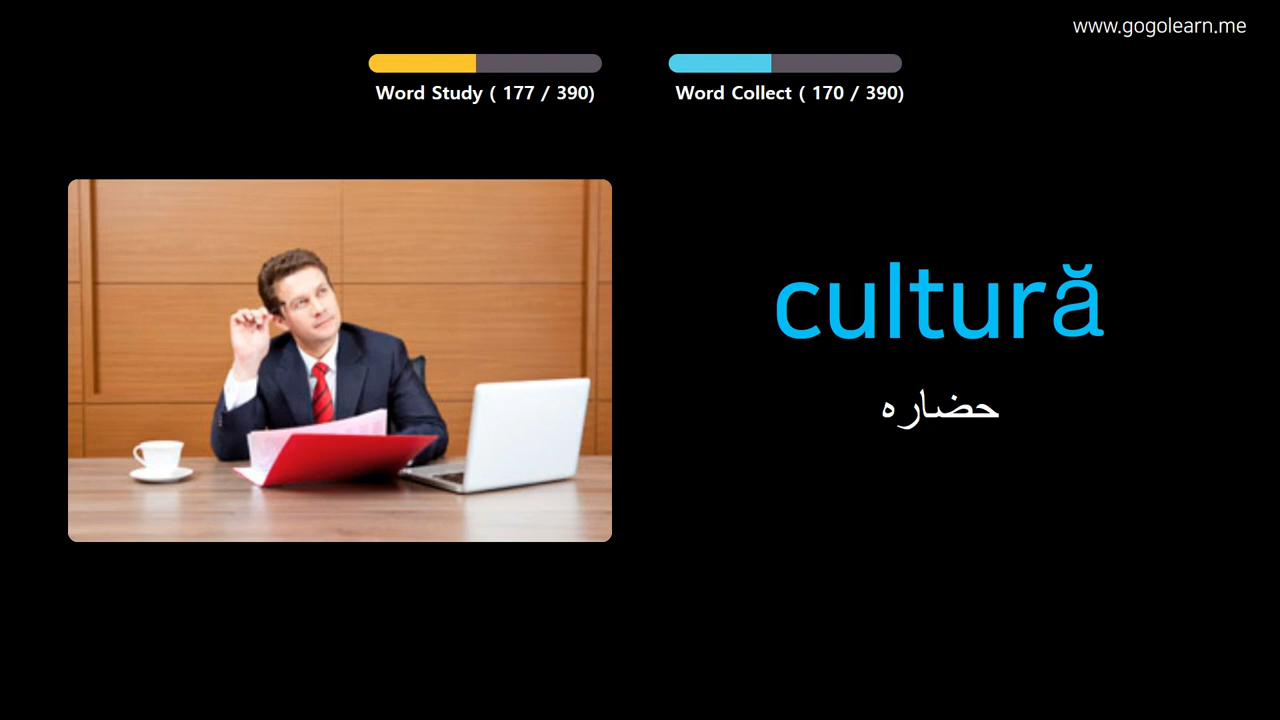 www.gogolearn.me
Word Study ( 177 / 390)
Word Collect ( 170 / 390)
cultură
حضاره